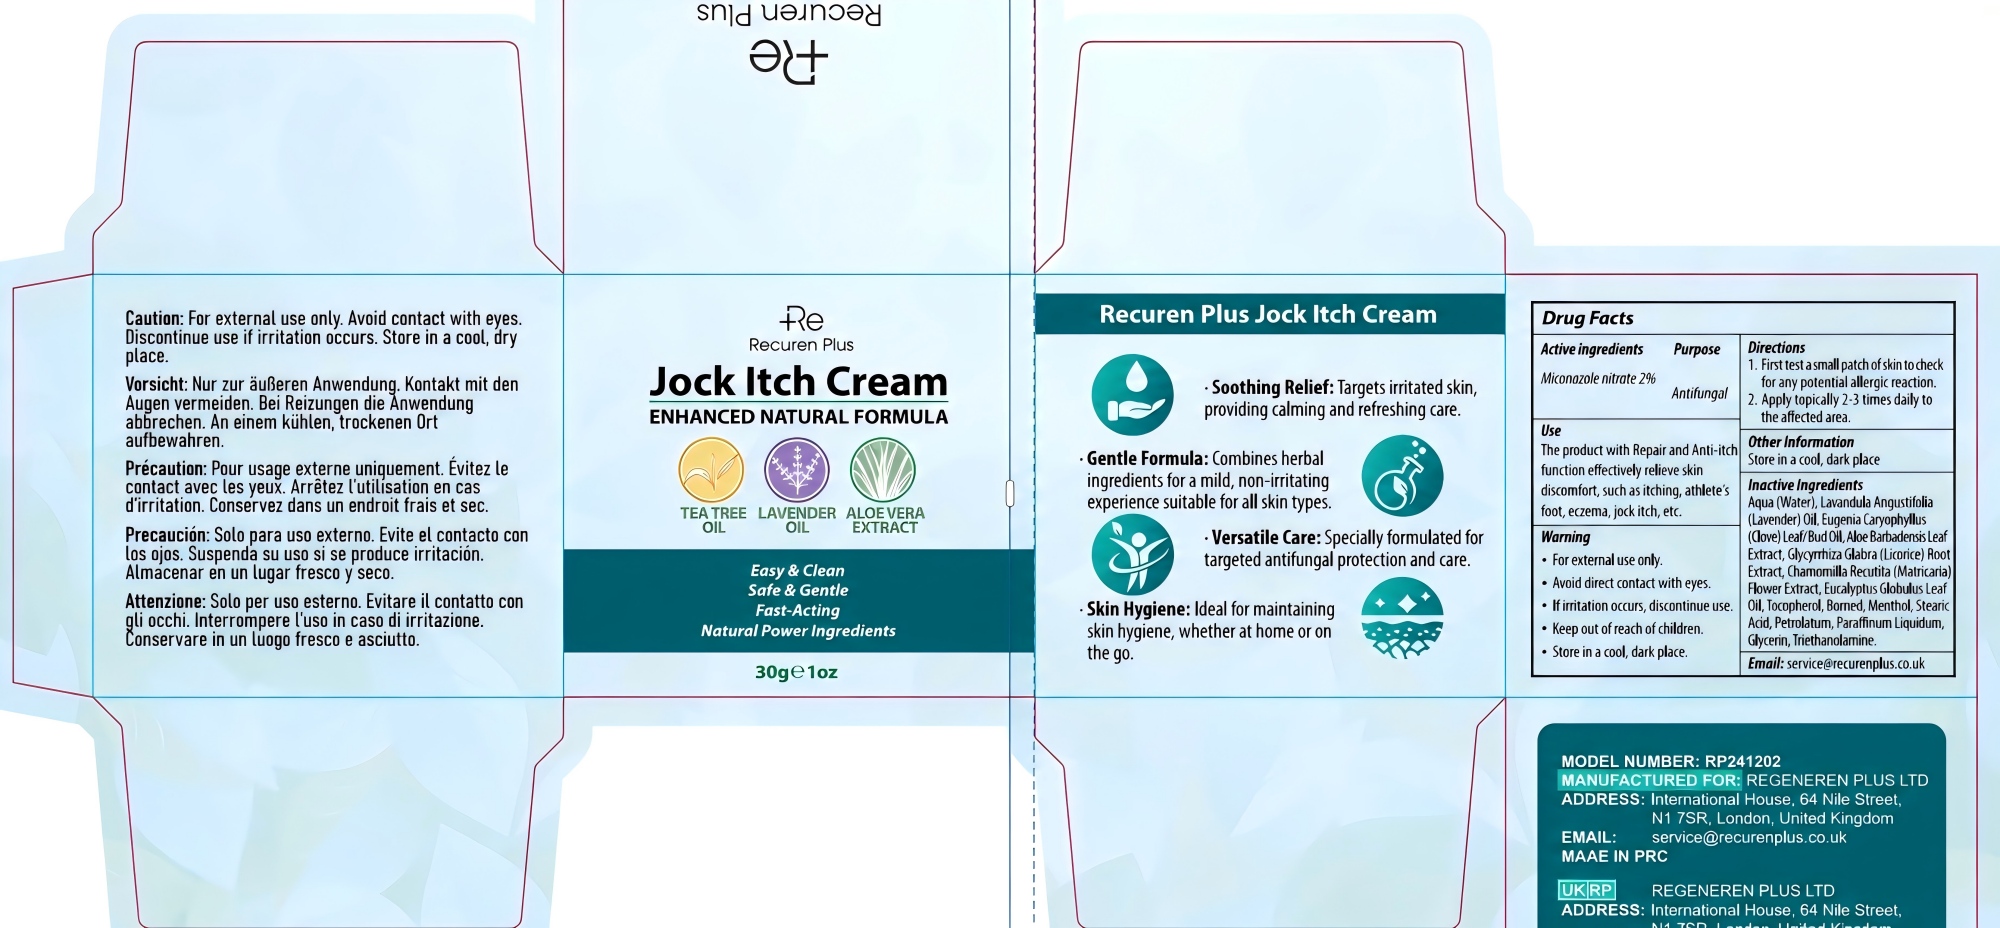 Recuren Plus
Re
Caution: For external use only. Avoid contact with eyes.
Discontinue use if irritation occurs. Store in a cool, dry
place.
Vorsicht: Nur zur äußeren Anwendung. Kontakt mit den
Augen vermeiden. Bei Reizungen die Anwendung
abbrechen. An einem kühlen, trockenen Ort
aufbewahren.
Précaution: Pour usage externe uniquement. Évitez le
contact avec les yeux. Arrêtez l'utilisation en cas
d'irritation. Conservez dans un endroit frais et sec.
Precaución: Solo para uso externo. Evite el contacto con
los ojos. Suspenda su uso si se produce irritación.
Almacenar en un lugar fresco y seco.
Attenzione: Solo per uso esterno. Evitare il contatto con
gli occhi. Interrompere l'uso in caso di irritazione.
Conservare in un luogo fresco e asciutto.
Re
Recuren Plus
Jock Itch Cream
ENHANCED NATURAL FORMULA
TEA TREE
OIL
LAVENDER
OIL
ALOE VERA
EXTRACT
Easy & Clean
Safe & Gentle
Fast-Acting
Natural Power Ingredients
30g℮1oz
Recuren Plus Jock Itch Cream
· Soothing Relief: Targets irritated skin,
providing calming and refreshing care.
· Gentle Formula: Combines herbal
ingredients for a mild, non-irritating
experience suitable for all skin types.
· Versatile Care: Specially formulated for
targeted antifungal protection and care.
· Skin Hygiene: Ideal for maintaining
skin hygiene, whether at home or on
the go.
Drug Facts
Active ingredients Purpose
Miconazole nitrate 2%
Antifungal
Use
The product with Repair and Anti-itch
function effectively relieve skin
discomfort, such as itching, athlete's
foot, eczema, jock itch, etc.
Warning
• For external use only.
• Avoid direct contact with eyes.
• If irritation occurs, discontinue use.
• Keep out of reach of children.
• Store in a cool, dark place.
Directions
1. First test a small patch of skin to check
for any potential allergic reaction.
2. Apply topically 2-3 times daily to
the affected area.
Other Information
Store in a cool, dark place
Inactive Ingredients
Aqua (Water), Lavandula Angustifolia
(Lavender) Oil, Eugenia Caryophyllus
(Clove) Leaf/Bud Oil, Aloe Barbadensis Leaf
Extract, Glycyrrhiza Glabra (Licorice) Root
Extract, Chamomilla Recutita (Matricaria)
Flower Extract, Eucalyptus Globulus Leaf
Oil, Tocopherol, Borned, Menthol, Stearic
Acid, Petrolatum, Paraffinum Liquidum,
Glycerin, Triethanolamine.
Email: service@recurenplus.co.uk
MODEL NUMBER: RP241202
MANUFACTURED FOR: REGENEREN PLUS LTD
ADDRESS: International House, 64 Nile Street,
N1 7SR, London, United Kingdom
EMAIL: service@recurenplus.co.uk
MAAE IN PRC
UK RP REGENEREN PLUS LTD
ADDRESS: International House, 64 Nile Street,
N1 7SR, London, United Kingdom